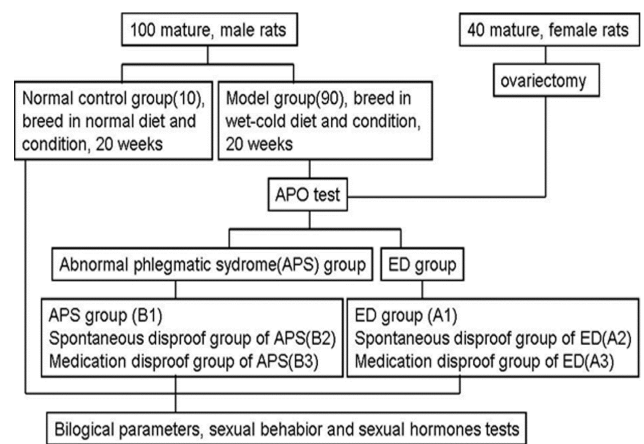 100 mature, male rats
40 mature, female rats
Normal control group(10),
breed in normal diet and
condition, 20 weeks
Model group(90), breed in
wet-cold diet and condition,
20 weeks
ovariectomy
APO test
Abnormal phlegmatic sydrome(APS) group
ED group
APS group (B1)
Spontaneous disproof group of APS(B2)
Medication disproof group of APS(B3)
ED group (A1)
Spontaneous disproof group of ED(A2)
Medication disproof group of ED(A3)
Bilogical parameters, sexual behabior and sexual hormones tests